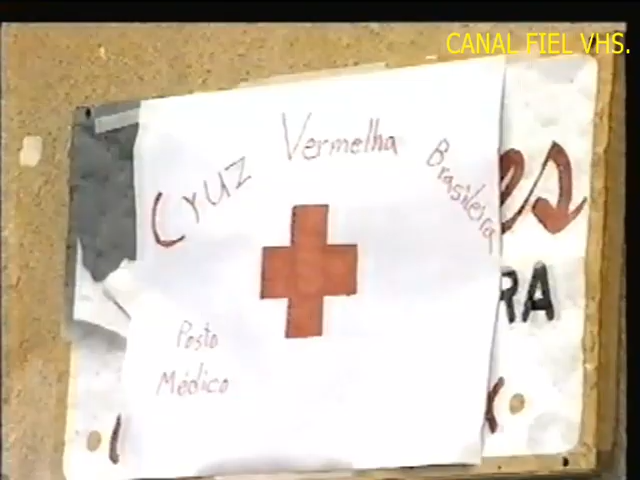 CANAL FIEL VHS.
Cruz Vermelha Brasileira
es
RA
Posto
Médico